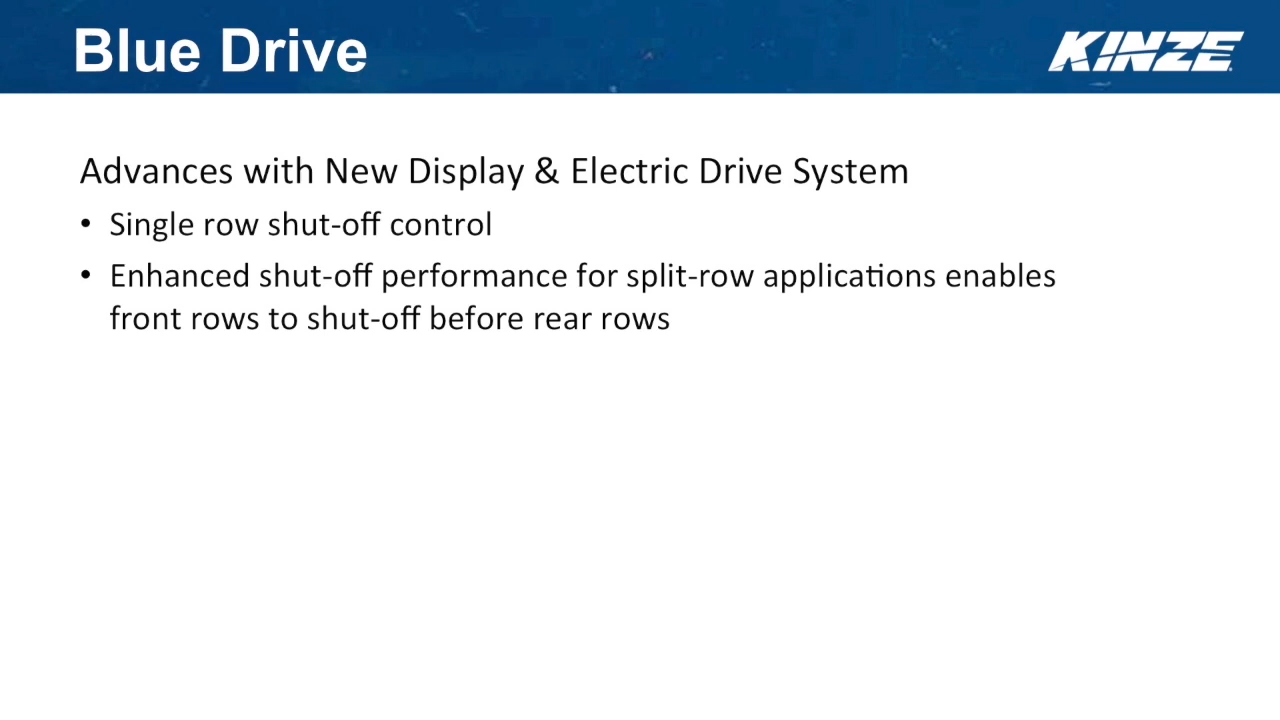 Blue Drive
KINZE
Advances with New Display & Electric Drive System
• Single row shut-off control
• Enhanced shut-off performance for split-row applications enables
front rows to shut-off before rear rows